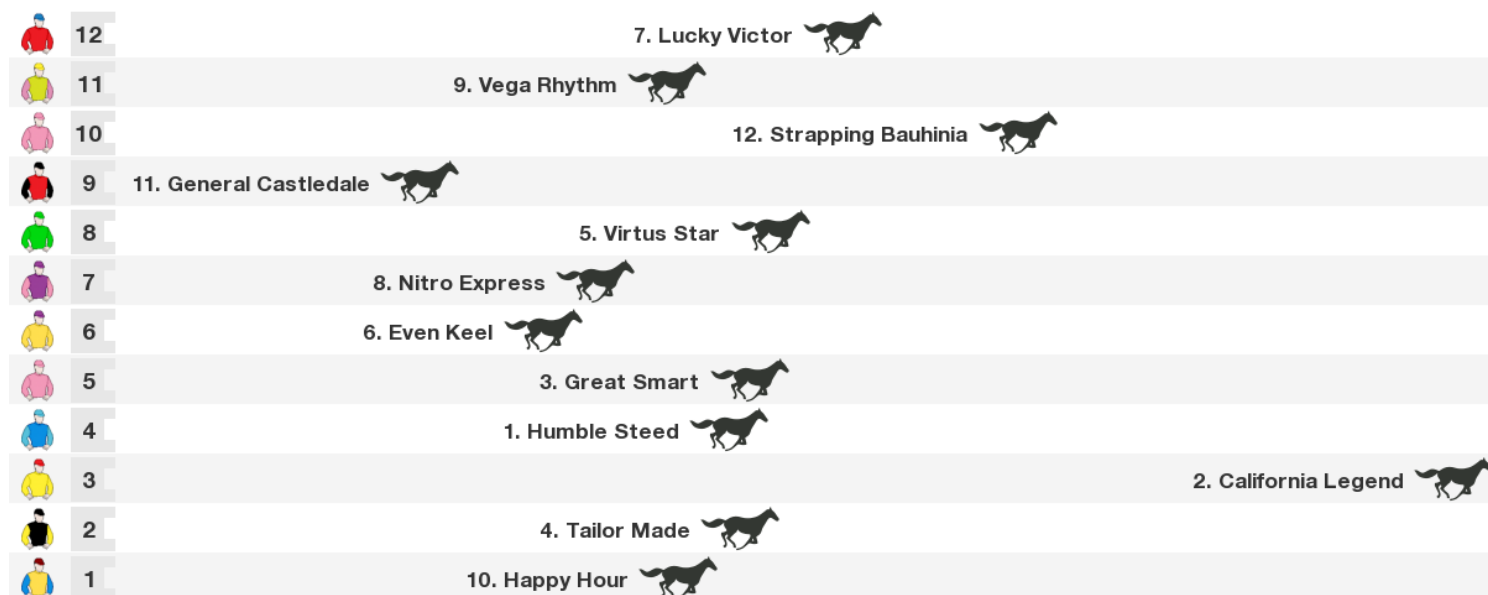 12 7. Lucky Victor
11 9. Vega Rhythm
10 12. Strapping Bauhinia
9 11. General Castledale
8 5. Virtus Star
7 8. Nitro Express
6 6. Even Keel
5 3. Great Smart
4 1. Humble Steed
3 2. California Legend
2 4. Tailor Made
1 10. Happy Hour